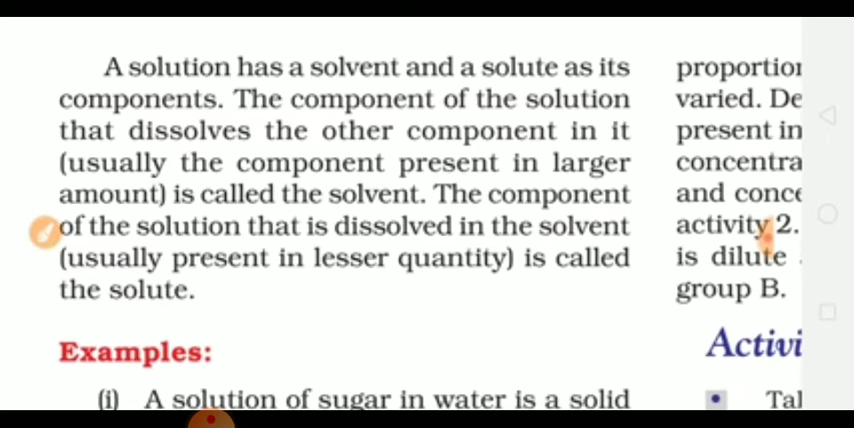 A solution has a solvent and a solute as its
components. The component of the solution
that dissolves the other component in it
(usually the component present in larger
amount) is called the solvent. The component
of the solution that is dissolved in the solvent
(usually present in lesser quantity) is called
the solute.
Examples:
(i) A solution of sugar in water is a solid
varied.
present in
and
activity 2.
is dilute
group B.